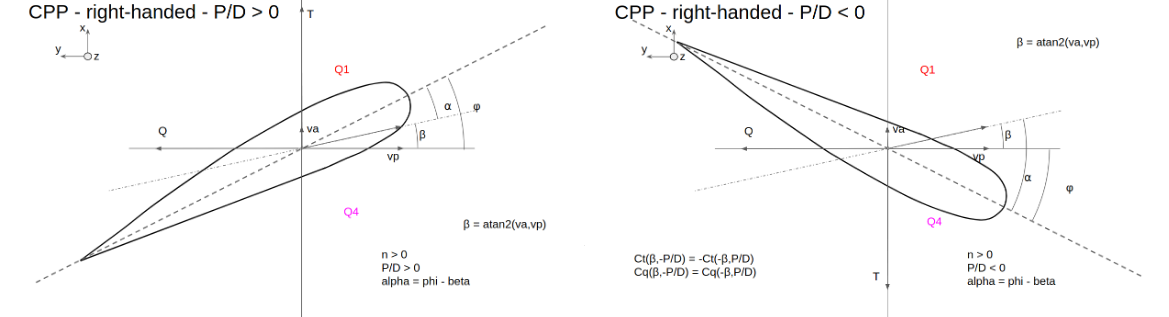 CPP - right-handed - P/D > 0
x
y
z
T
Q1
α
φ
β
va
Q
vp
Q4
β = atan2(va,vp)
n > 0
P/D > 0
alpha = phi - beta
CPP - right-handed - P/D < 0
x
y
z
β = atan2(va,vp)
Q1
Q
va
β
vp
α
φ
Q4
Ct(β,-P/D) = -Ct(-β,P/D)
Cq(β,-P/D) = Cq(-β,P/D)
T
n > 0
P/D < 0
alpha = phi - beta